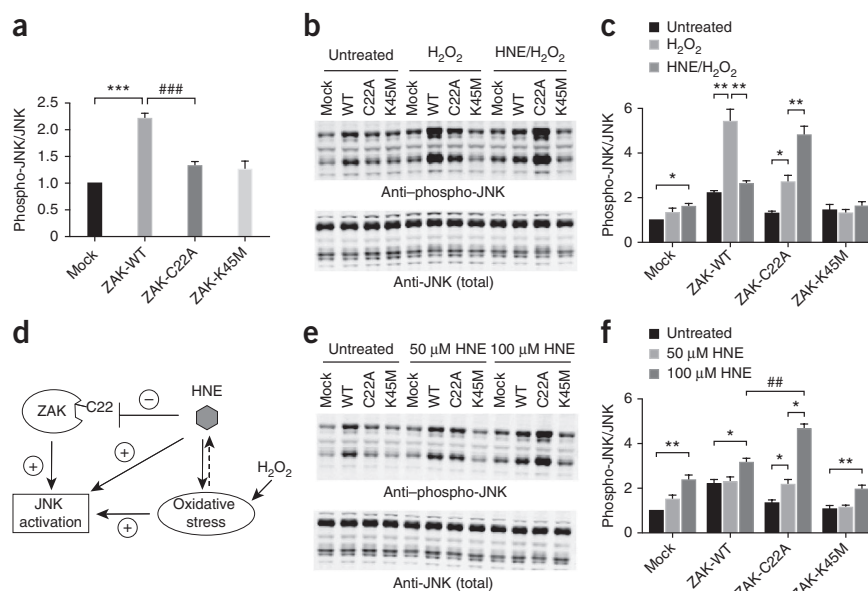 a
***
###
Phospho-JNK/JNK
2.5
2.0
1.5
1.0
0.5
0
Mock
ZAK-WT
ZAK-C22A
ZAK-K45M
b
Untreated
H2O2
HNE/H2O2
Mock WT C22A K45M Mock WT C22A K45M Mock WT C22A K45M
Anti–phospho-JNK
Anti-JNK (total)
c
Untreated
H2O2
HNE/H2O2
Phospho-JNK/JNK
6
4
2
0
*
** **
*
**
Mock
ZAK-WT
ZAK-C22A
ZAK-K45M
d
ZAK
C22
–
HNE
+
+
H2O2
JNK
activation
+
Oxidative
stress
e
Untreated
50 μM HNE
100 μM HNE
Mock WT C22A K45M Mock WT C22A K45M Mock WT C22A K45M
Anti–phospho-JNK
Anti-JNK (total)
f
Untreated
50 μM HNE
100 μM HNE
Phospho-JNK/JNK
6
4
2
0
##
**
*
*
*
**
Mock
ZAK-WT
ZAK-C22A
ZAK-K45M